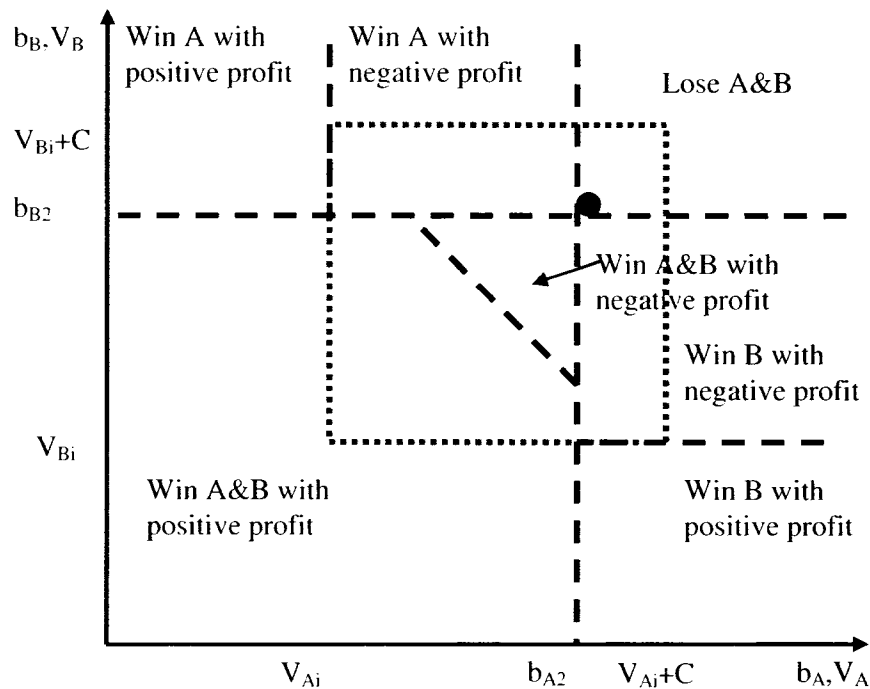 b_B,V_B
Win A with
positive profit
Win A with
negative profit
Lose A&B
V_Bi+C
b_B2
Win A&B with
negative profit
Win B with
negative profit
V_Bi
Win A&B with
positive profit
Win B with
positive profit
V_Ai
b_A2
V_Ai+C
b_A,V_A